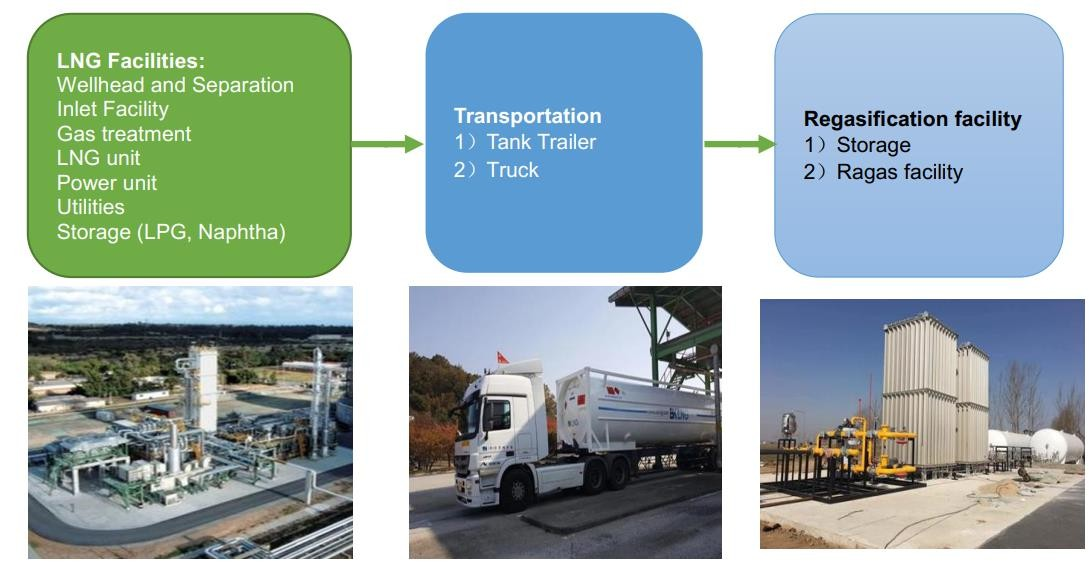 LNG Facilities:
Wellhead and Separation
Inlet Facility
Gas treatment
LNG unit
Power unit
Utilities
Storage (LPG, Naphtha)
Transportation
1）Tank Trailer
2）Truck
Regasification facility
1）Storage
2）Ragas facility